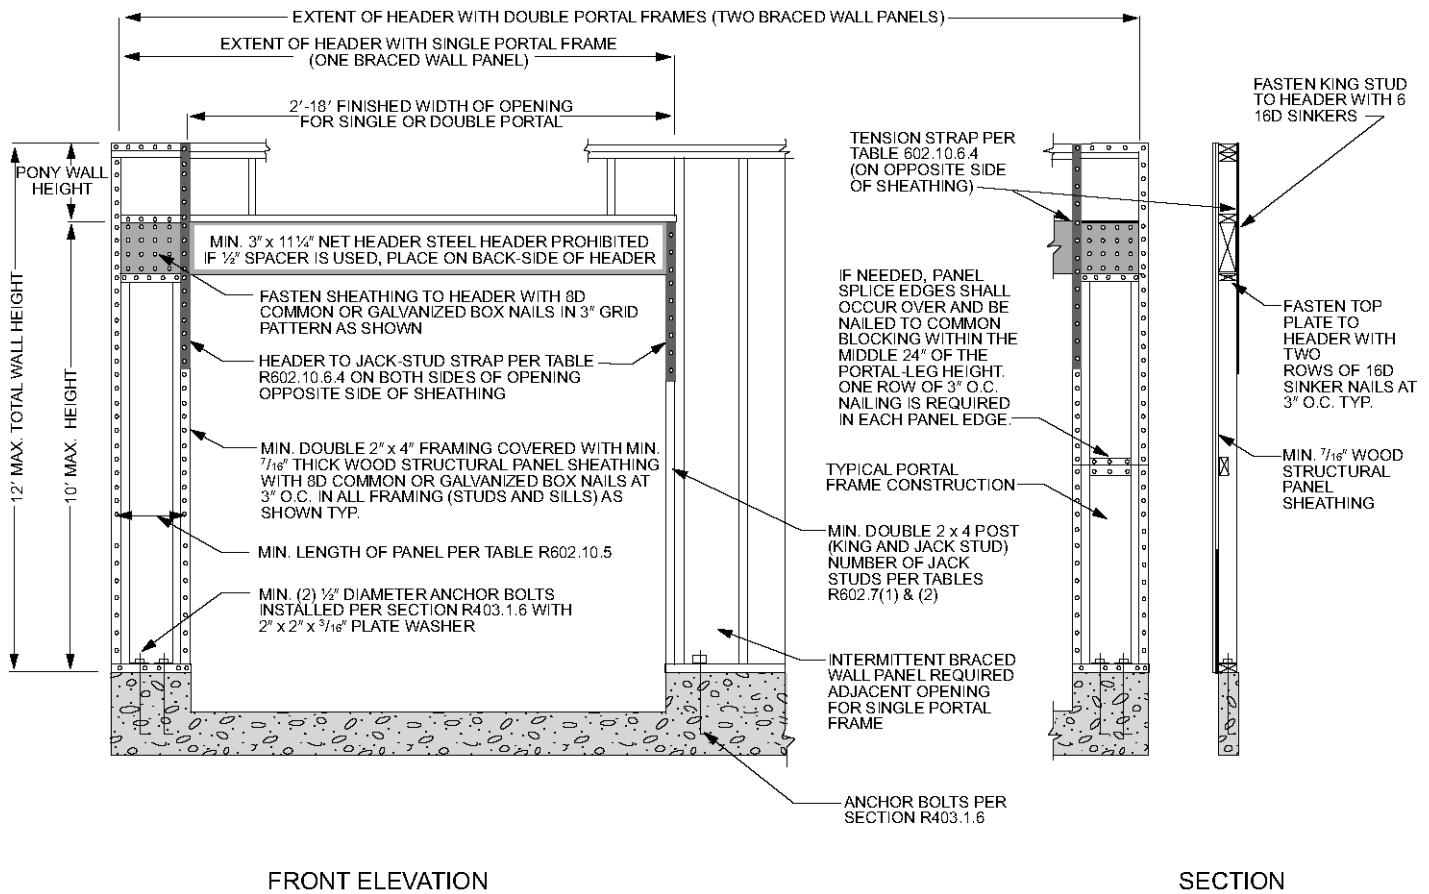 EXTENT OF HEADER WITH DOUBLE PORTAL FRAMES (TWO BRACED WALL PANELS)
EXTENT OF HEADER WITH SINGLE PORTAL FRAME
(ONE BRACED WALL PANEL)
2'-18' FINISHED WIDTH OF OPENING
FOR SINGLE OR DOUBLE PORTAL
FASTEN KING STUD
TO HEADER WITH 6
16D SINKERS
TENSION STRAP PER
TABLE 602.10.6.4
(ON OPPOSITE SIDE
OF SHEATHING)
PONY WALL
HEIGHT
12' MAX. TOTAL WALL HEIGHT
10' MAX. HEIGHT
MIN. 3" x 11¼" NET HEADER STEEL HEADER PROHIBITED
IF ½" SPACER IS USED, PLACE ON BACK-SIDE OF HEADER
FASTEN SHEATHING TO HEADER WITH 8D
COMMON OR GALVANIZED BOX NAILS IN 3" GRID
PATTERN AS SHOWN
HEADER TO JACK-STUD STRAP PER TABLE
R602.10.6.4 ON BOTH SIDES OF OPENING
OPPOSITE SIDE OF SHEATHING
MIN. DOUBLE 2" x 4" FRAMING COVERED WITH MIN.
7/16" THICK WOOD STRUCTURAL PANEL SHEATHING
WITH 8D COMMON OR GALVANIZED BOX NAILS AT
3" O.C. IN ALL FRAMING (STUDS AND SILLS) AS
SHOWN TYP.
MIN. LENGTH OF PANEL PER TABLE R602.10.5
MIN. (2) ½" DIAMETER ANCHOR BOLTS
INSTALLED PER SECTION R403.1.6 WITH
2" x 2" x 3/16" PLATE WASHER
IF NEEDED, PANEL
SPLICE EDGES SHALL
OCCUR OVER AND BE
NAILED TO COMMON
BLOCKING WITHIN THE
MIDDLE 24" OF THE
PORTAL-LEG HEIGHT.
ONE ROW OF 3" O.C.
NAILING IS REQUIRED
IN EACH PANEL EDGE.
TYPICAL PORTAL
FRAME CONSTRUCTION
MIN. DOUBLE 2 x 4 POST
(KING AND JACK STUD)
NUMBER OF JACK
STUDS PER TABLES
R602.7(1) & (2)
INTERMITTENT BRACED
WALL PANEL REQUIRED
ADJACENT OPENING
FOR SINGLE PORTAL
FRAME
ANCHOR BOLTS PER
SECTION R403.1.6
FASTEN TOP
PLATE TO
HEADER WITH
TWO
ROWS OF 16D
SINKER NAILS AT
3" O.C. TYP.
MIN. 7/16" WOOD
STRUCTURAL
PANEL
SHEATHING
FRONT ELEVATION
SECTION